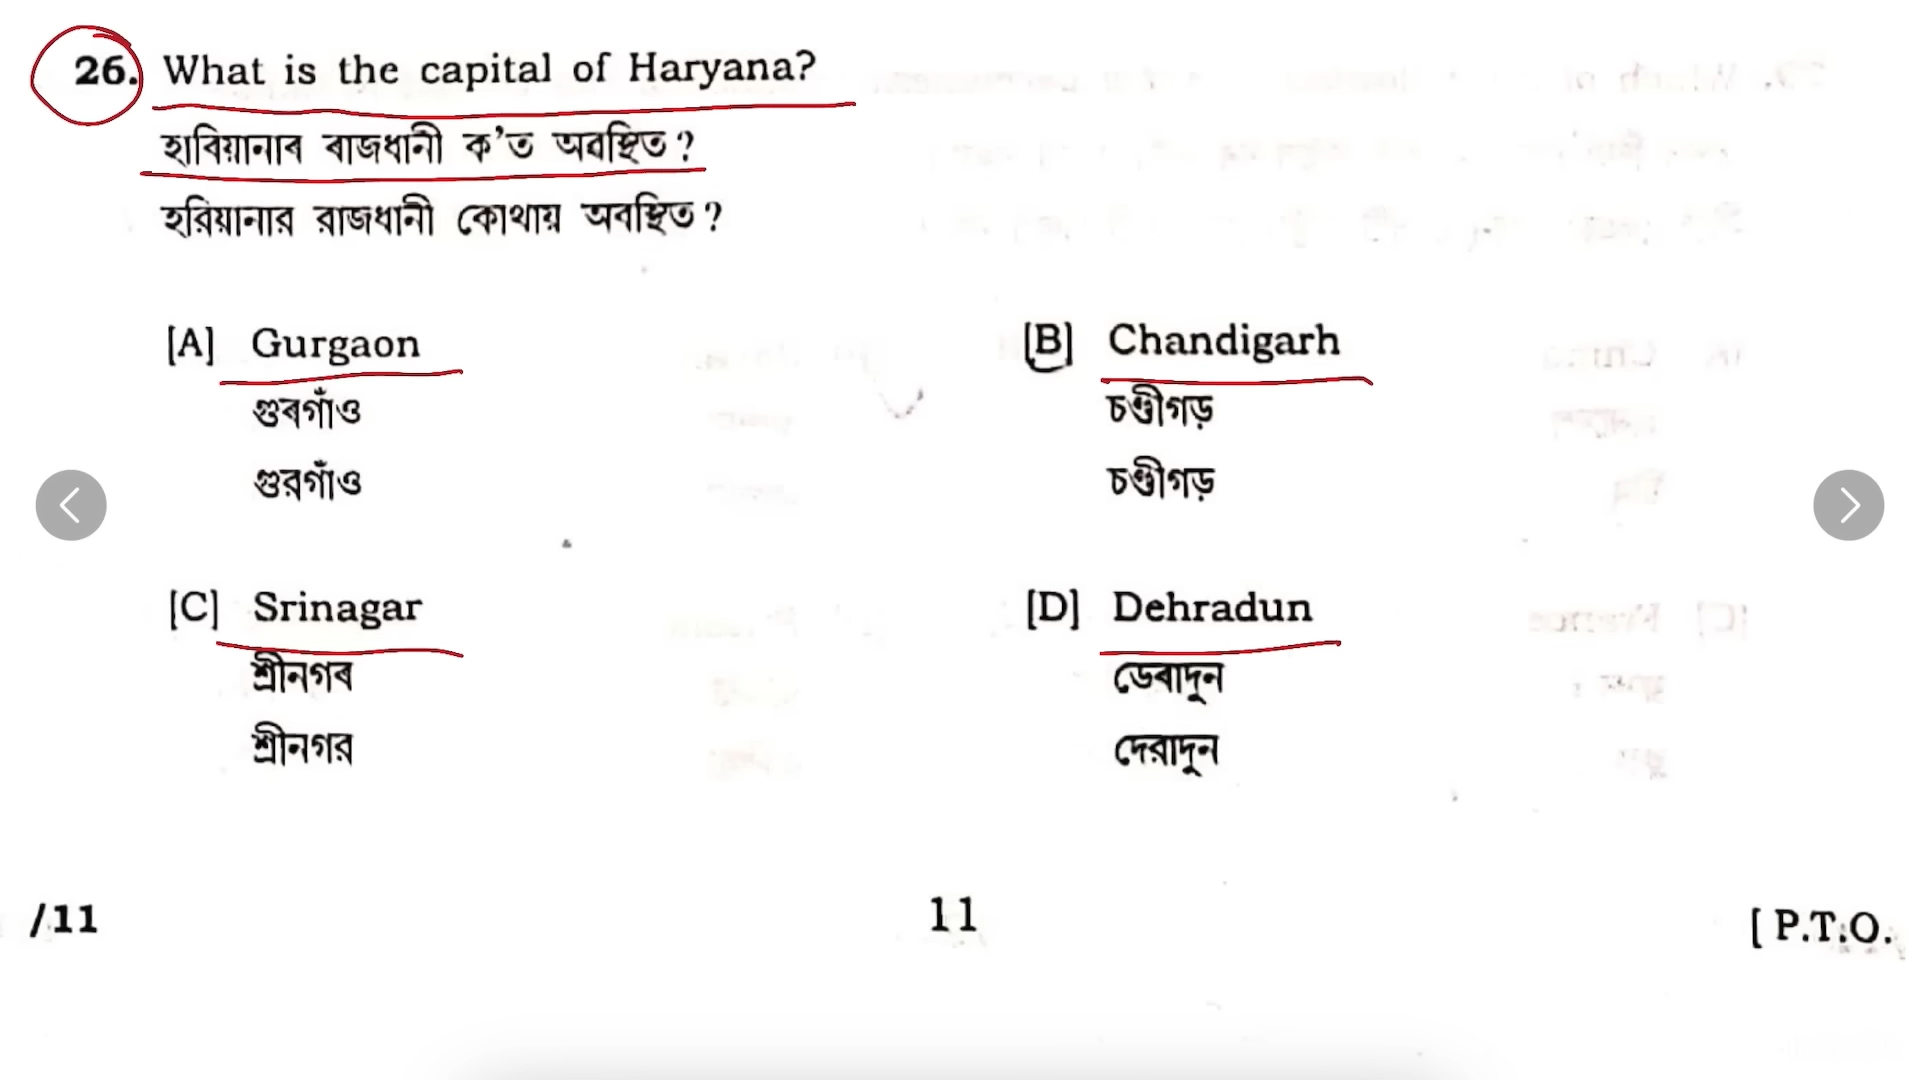 26. What is the capital of Haryana?
হাৰিয়ানাৰ ৰাজধানী ক'ত অৱস্থিত?
হরিয়ানার রাজধানী কোথায় অবস্থিত?
[A] Gurgaon
গুৰগাঁও
গুরগাঁও
[B] Chandigarh
চণ্ডীগড়
চণ্ডীগড়
[C] Srinagar
শ্ৰীনগৰ
শ্রীনগর
[D] Dehradun
ডেৰাদুন
দেরাদুন
/11
11
[ P.T.O.